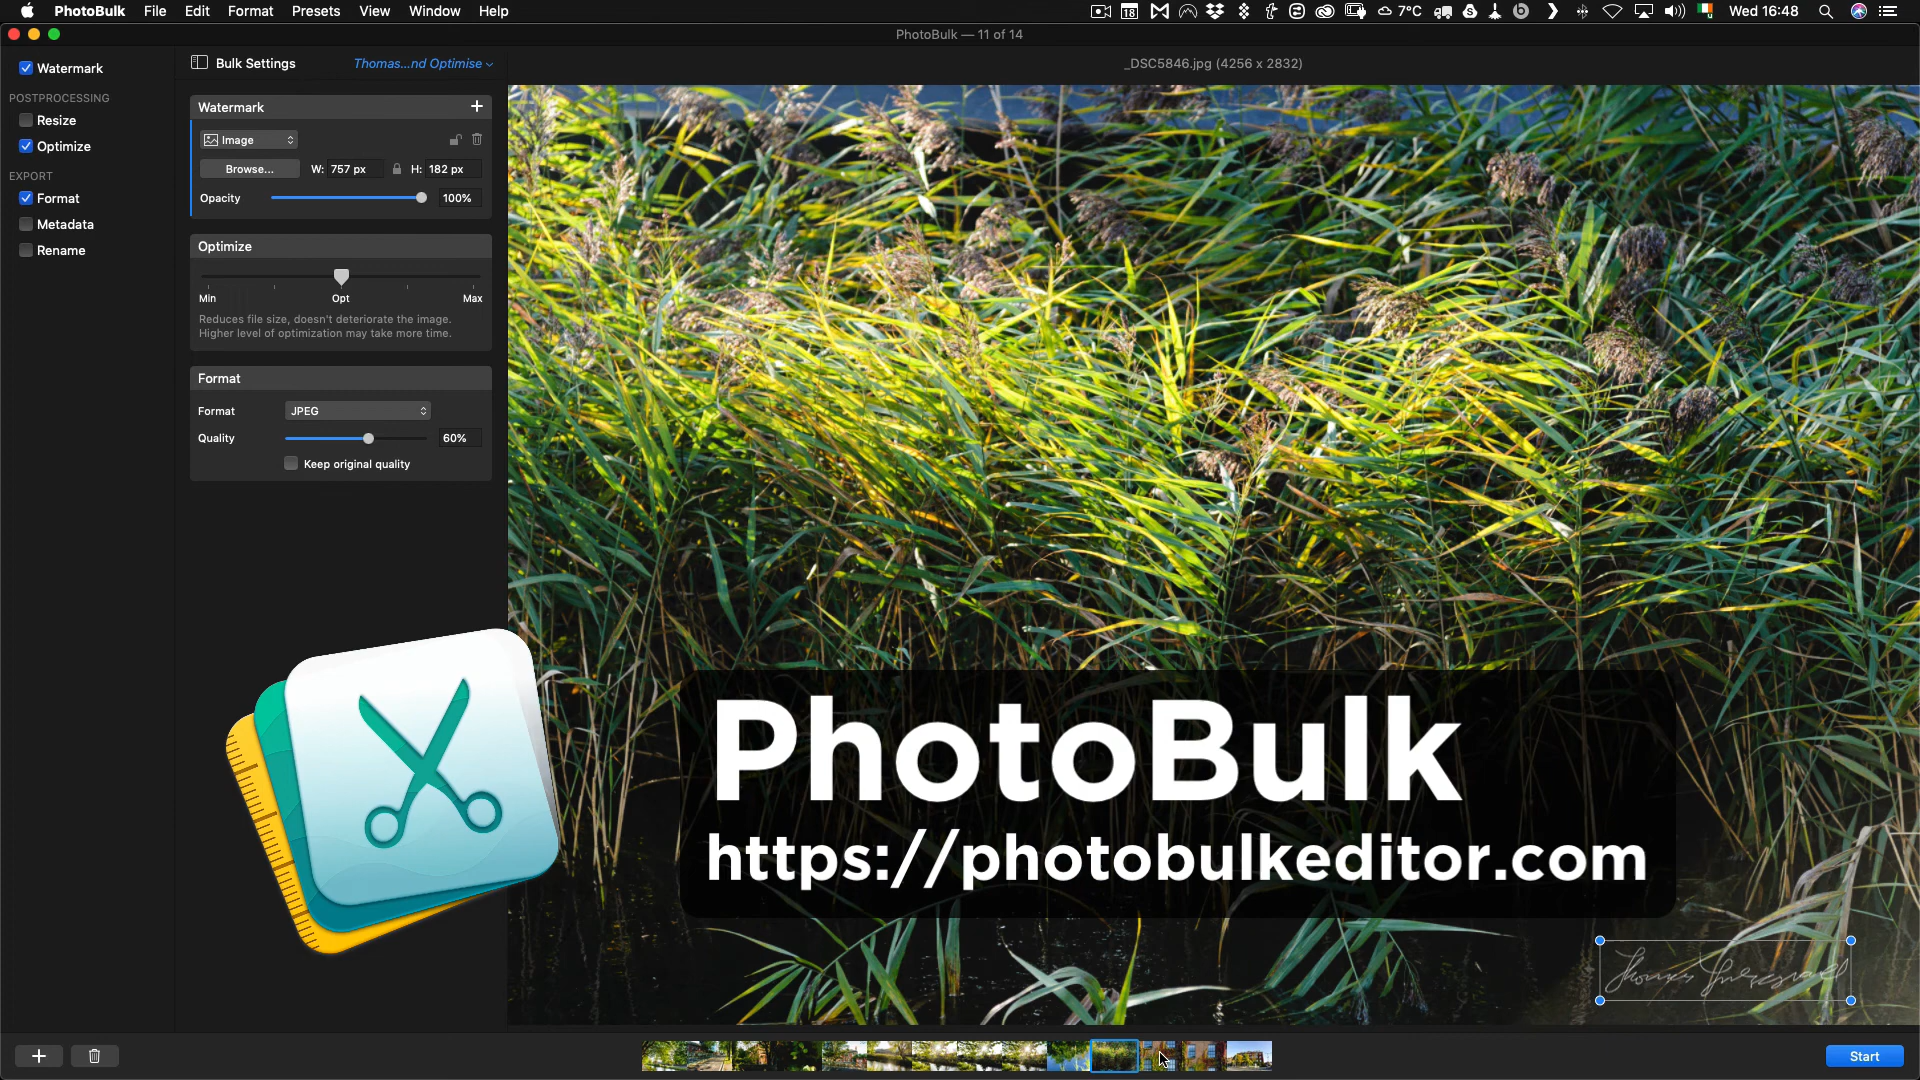 PhotoBulk File Edit Format Presets View Window Help
18 7°C Wed 16:48
PhotoBulk — 11 of 14
Watermark
POSTPROCESSING
Resize
Optimize
EXPORT
Format
Metadata
Rename
Bulk Settings Thomas...nd Optimise
_DSC5846.jpg (4256 x 2832)
Watermark
Image
Browse... W: 757 px H: 182 px
Opacity 100%
Optimize
Min Opt Max
Reduces file size, doesn't deteriorate the image.
Higher level of optimization may take more time.
Format
Format JPEG
Quality 60%
Keep original quality
PhotoBulk
https://photobulkeditor.com
Thomas
Start